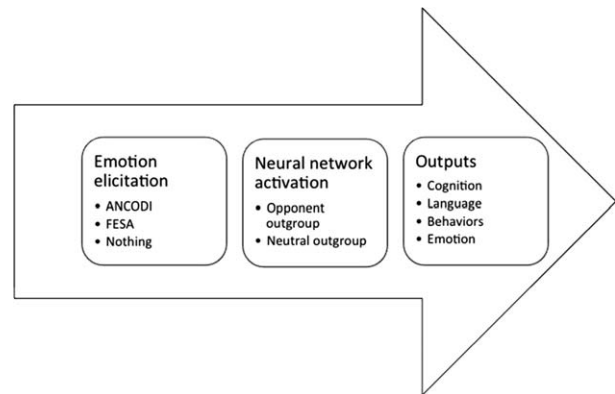 Emotion
elicitation
• ANCODI
• FESA
• Nothing
Neural network
activation
• Opponent
outgroup
• Neutral outgroup
Outputs
• Cognition
• Language
• Behaviors
• Emotion